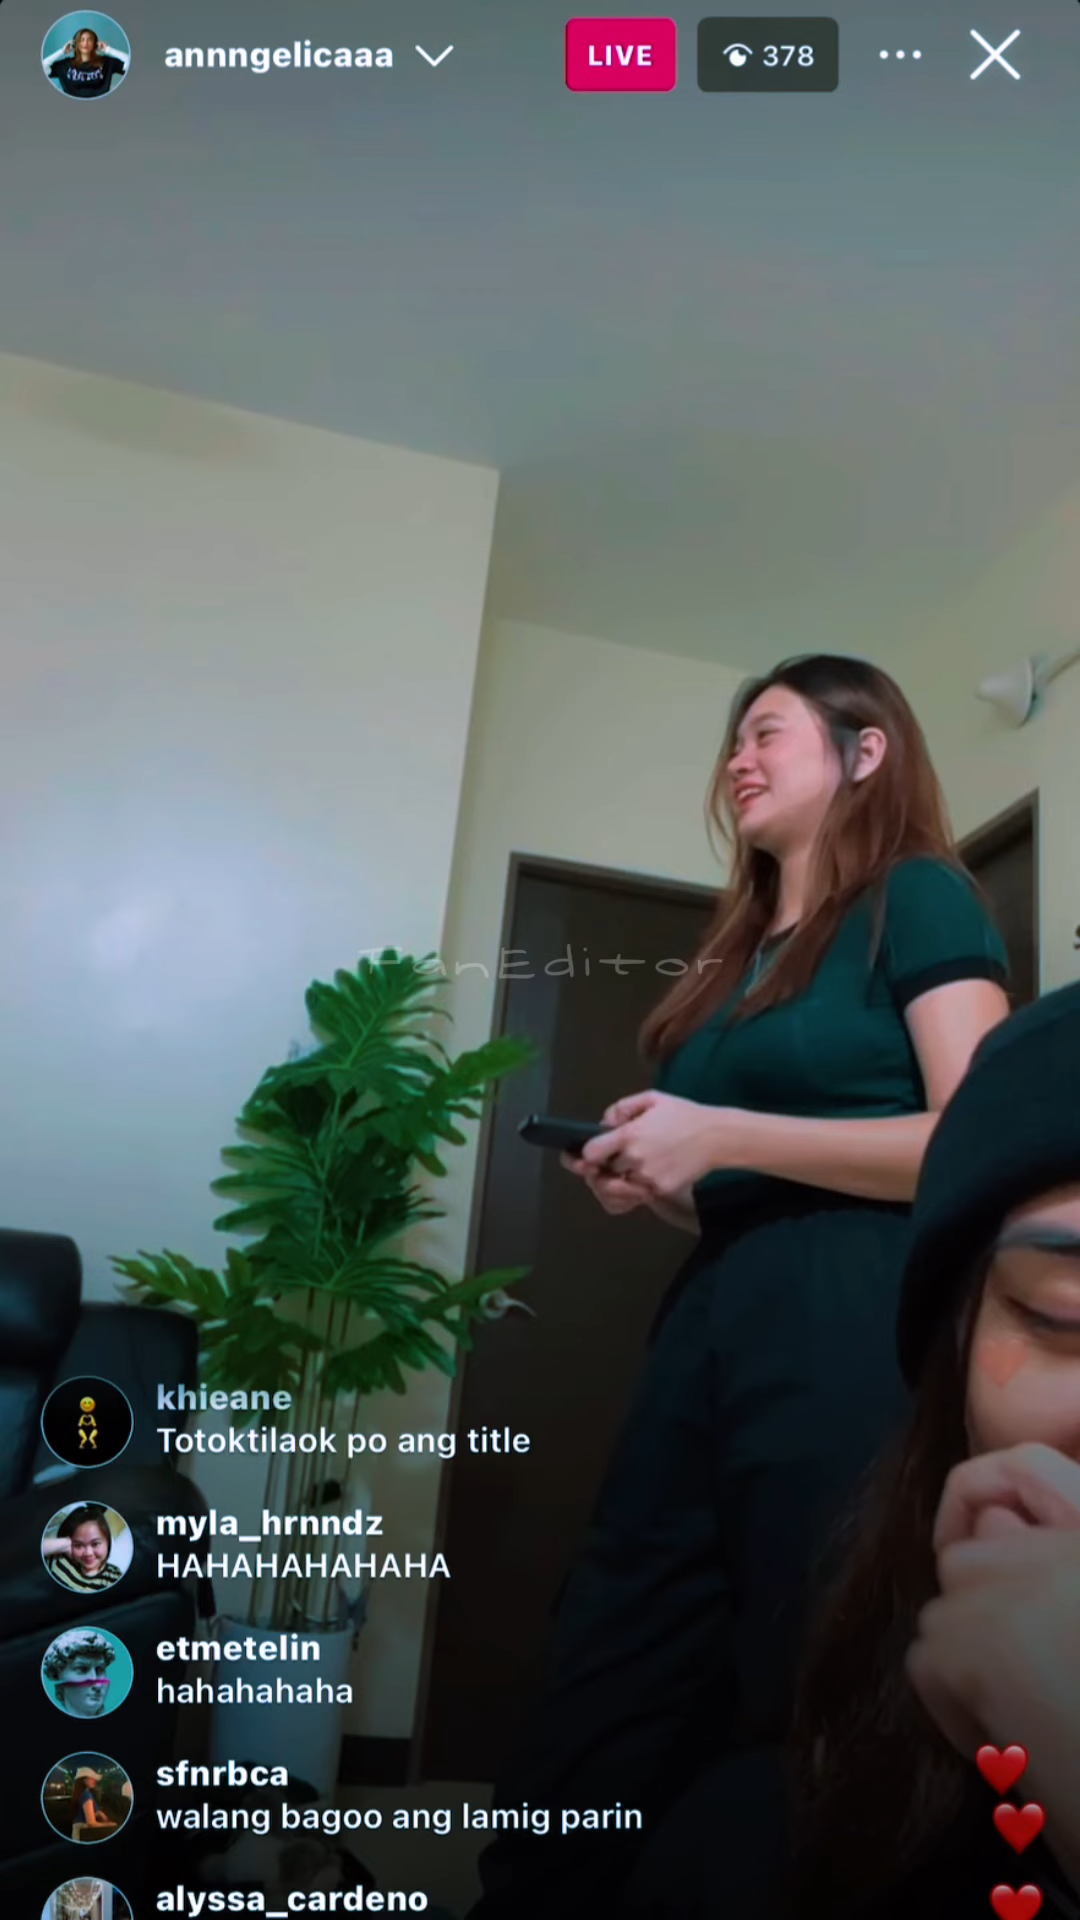 annngelicaaa
LIVE
378
FanEditor
khieane
Totoktilaok po ang title
myla_hrnndz
HAHAHAHAHAHA
etmetelin
hahahahaha
sfnrbca
walang bagoo ang lamig parin
alyssa_cardeno